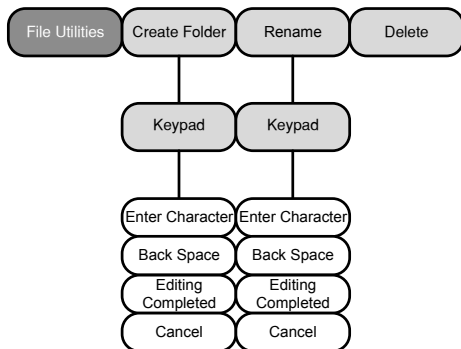 File Utilities Create Folder Rename Delete
Keypad Keypad
Enter Character Enter Character
Back Space Back Space
Editing Editing
Completed Completed
Cancel Cancel